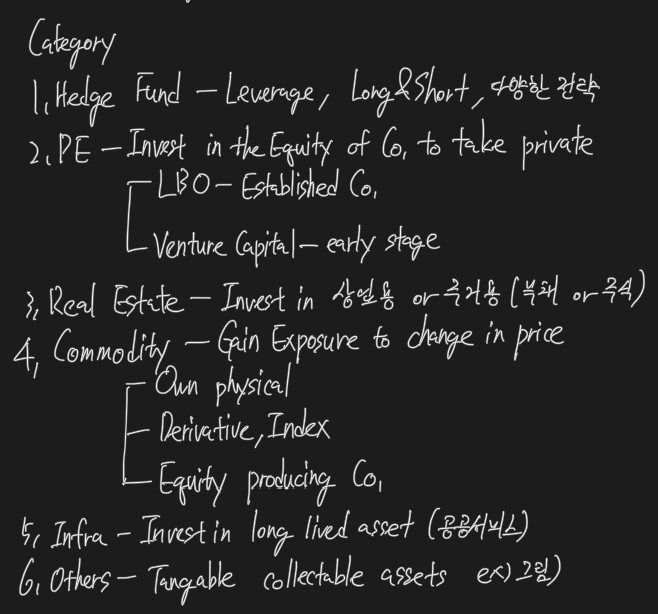 Category
1, Hedge Fund - Leverage, Long&Short, 다양한 전략
2, PE - Invest in the Equity of Co, to take private
LBO - Established Co,
Venture Capital - early stage
3, Real Estate - Invest in 상업용 or 주거용 (부채 or 주식)
4, Commodity - Gain Exposure to change in price
Own physical
Derivative, Index
Equity producing Co,
5, Infra - Invest in long lived asset (공공서비스)
6, Others - Tangable collectable assets ex) 그림)